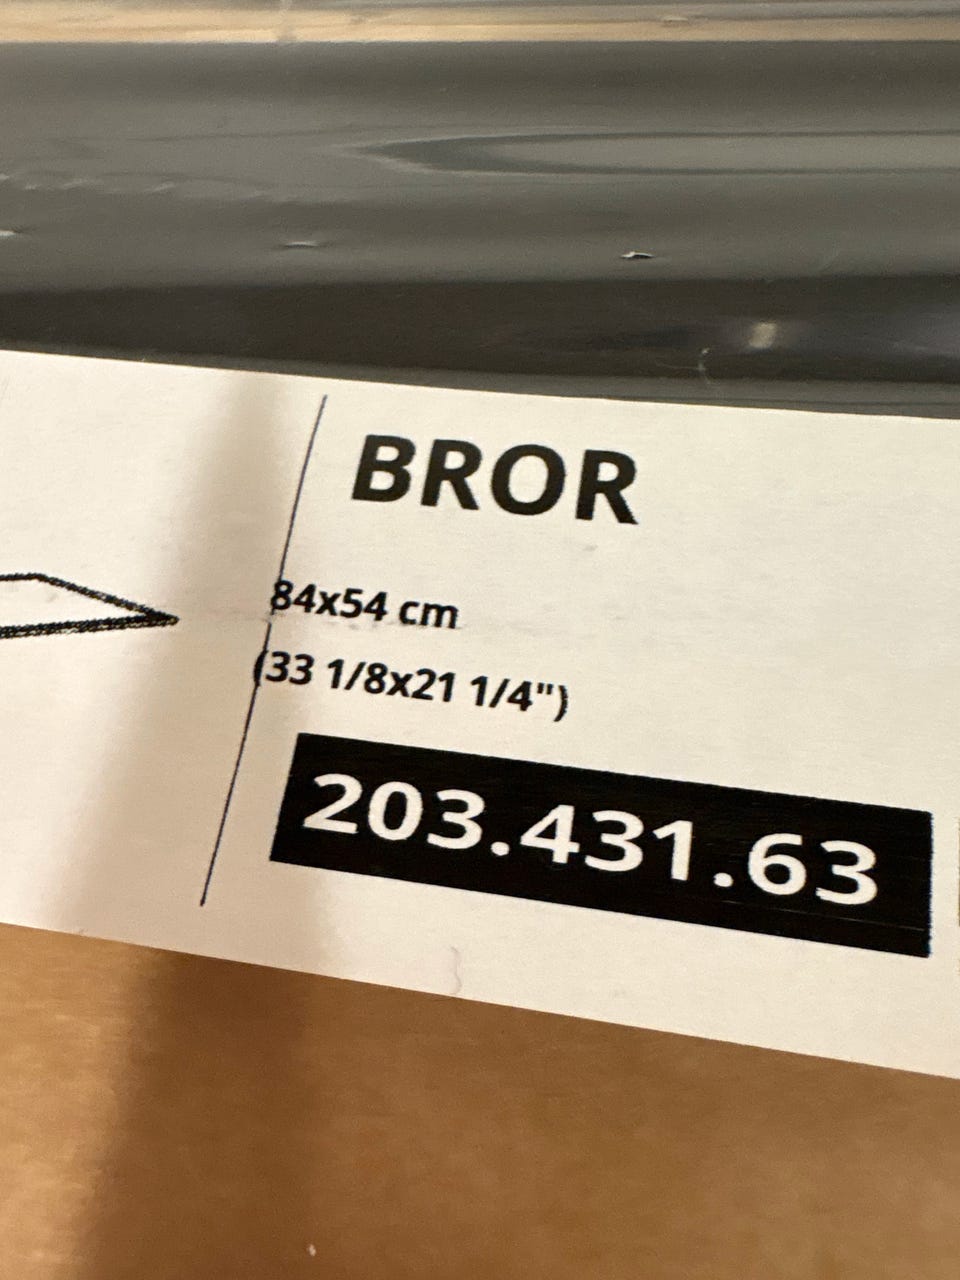 BROR
84x54 cm
(33 1/8x21 1/4")
203.431.63